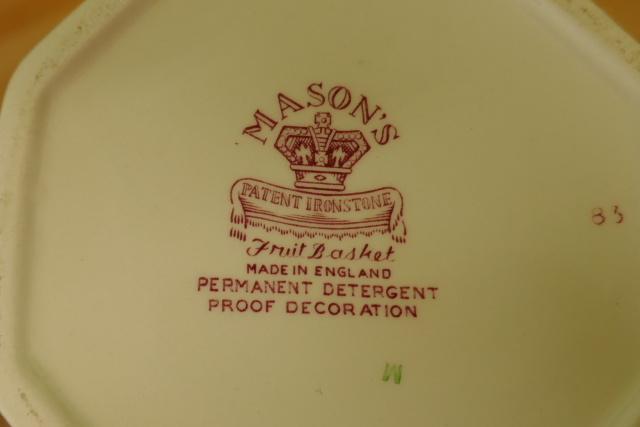 MASON'S
PATENT IRONSTONE
Fruit Basket
MADE IN ENGLAND
PERMANENT DETERGENT
PROOF DECORATION
83
M